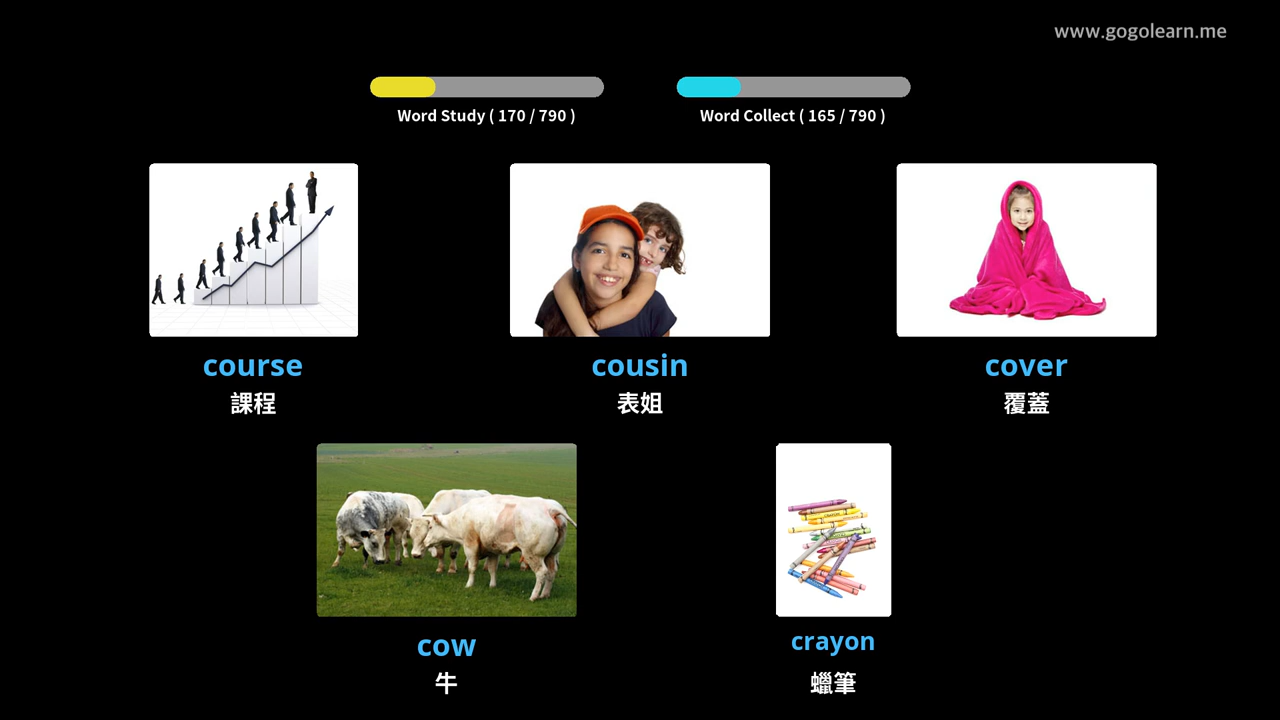 www.gogolearn.me
Word Study ( 170 / 790 )
Word Collect ( 165 / 790 )
course
課程
cousin
表姐
cover
覆蓋
cow
牛
crayon
蠟筆